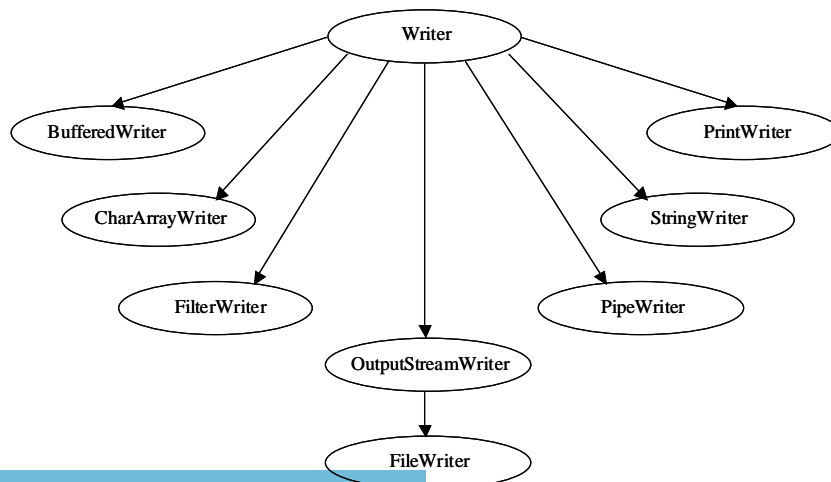 Writer
BufferedWriter
PrintWriter
CharArrayWriter
StringWriter
FilterWriter
PipeWriter
OutputStreamWriter
FileWriter